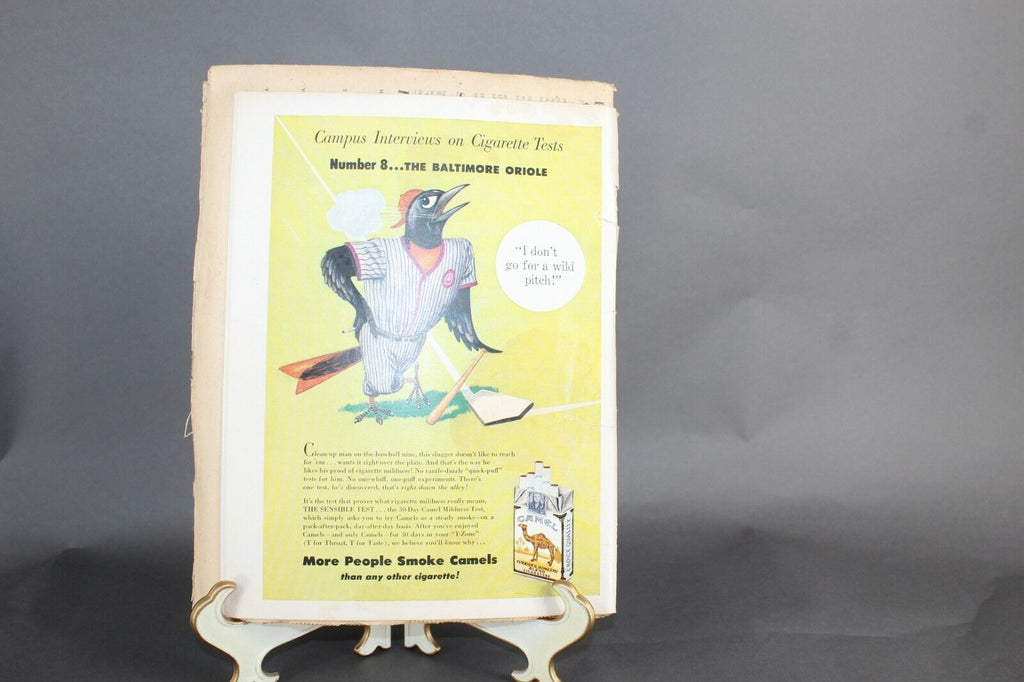 Campus Interviews on Cigarette Tests
Number 8...THE BALTIMORE ORIOLE
"I don't
go for a wild
pitch!"
Clean-up man on the baseball nine, this slugger doesn't like to reach
for 'em... wants it right over the plate. And that's the way he
likes his proof of cigarette mildness! No razzle-dazzle "quick-puff"
tests for him. No one-whiff, one-puff experiments. There's
one test, he's discovered, that's right down the alley!
It's the test that proves what cigarette mildness really means.
THE SENSIBLE TEST... the 30-Day Camel Mildness Test,
which simply asks you to try Camels as a steady smoke—on a
pack-after-pack, day-after-day basis. After you've enjoyed
Camels—and only Camels—for 30 days in your "T-Zone"
(T for Throat, T for Taste), we believe you'll know why...
More People Smoke Camels
than any other cigarette!
CAMEL
CHOICE QUALITY